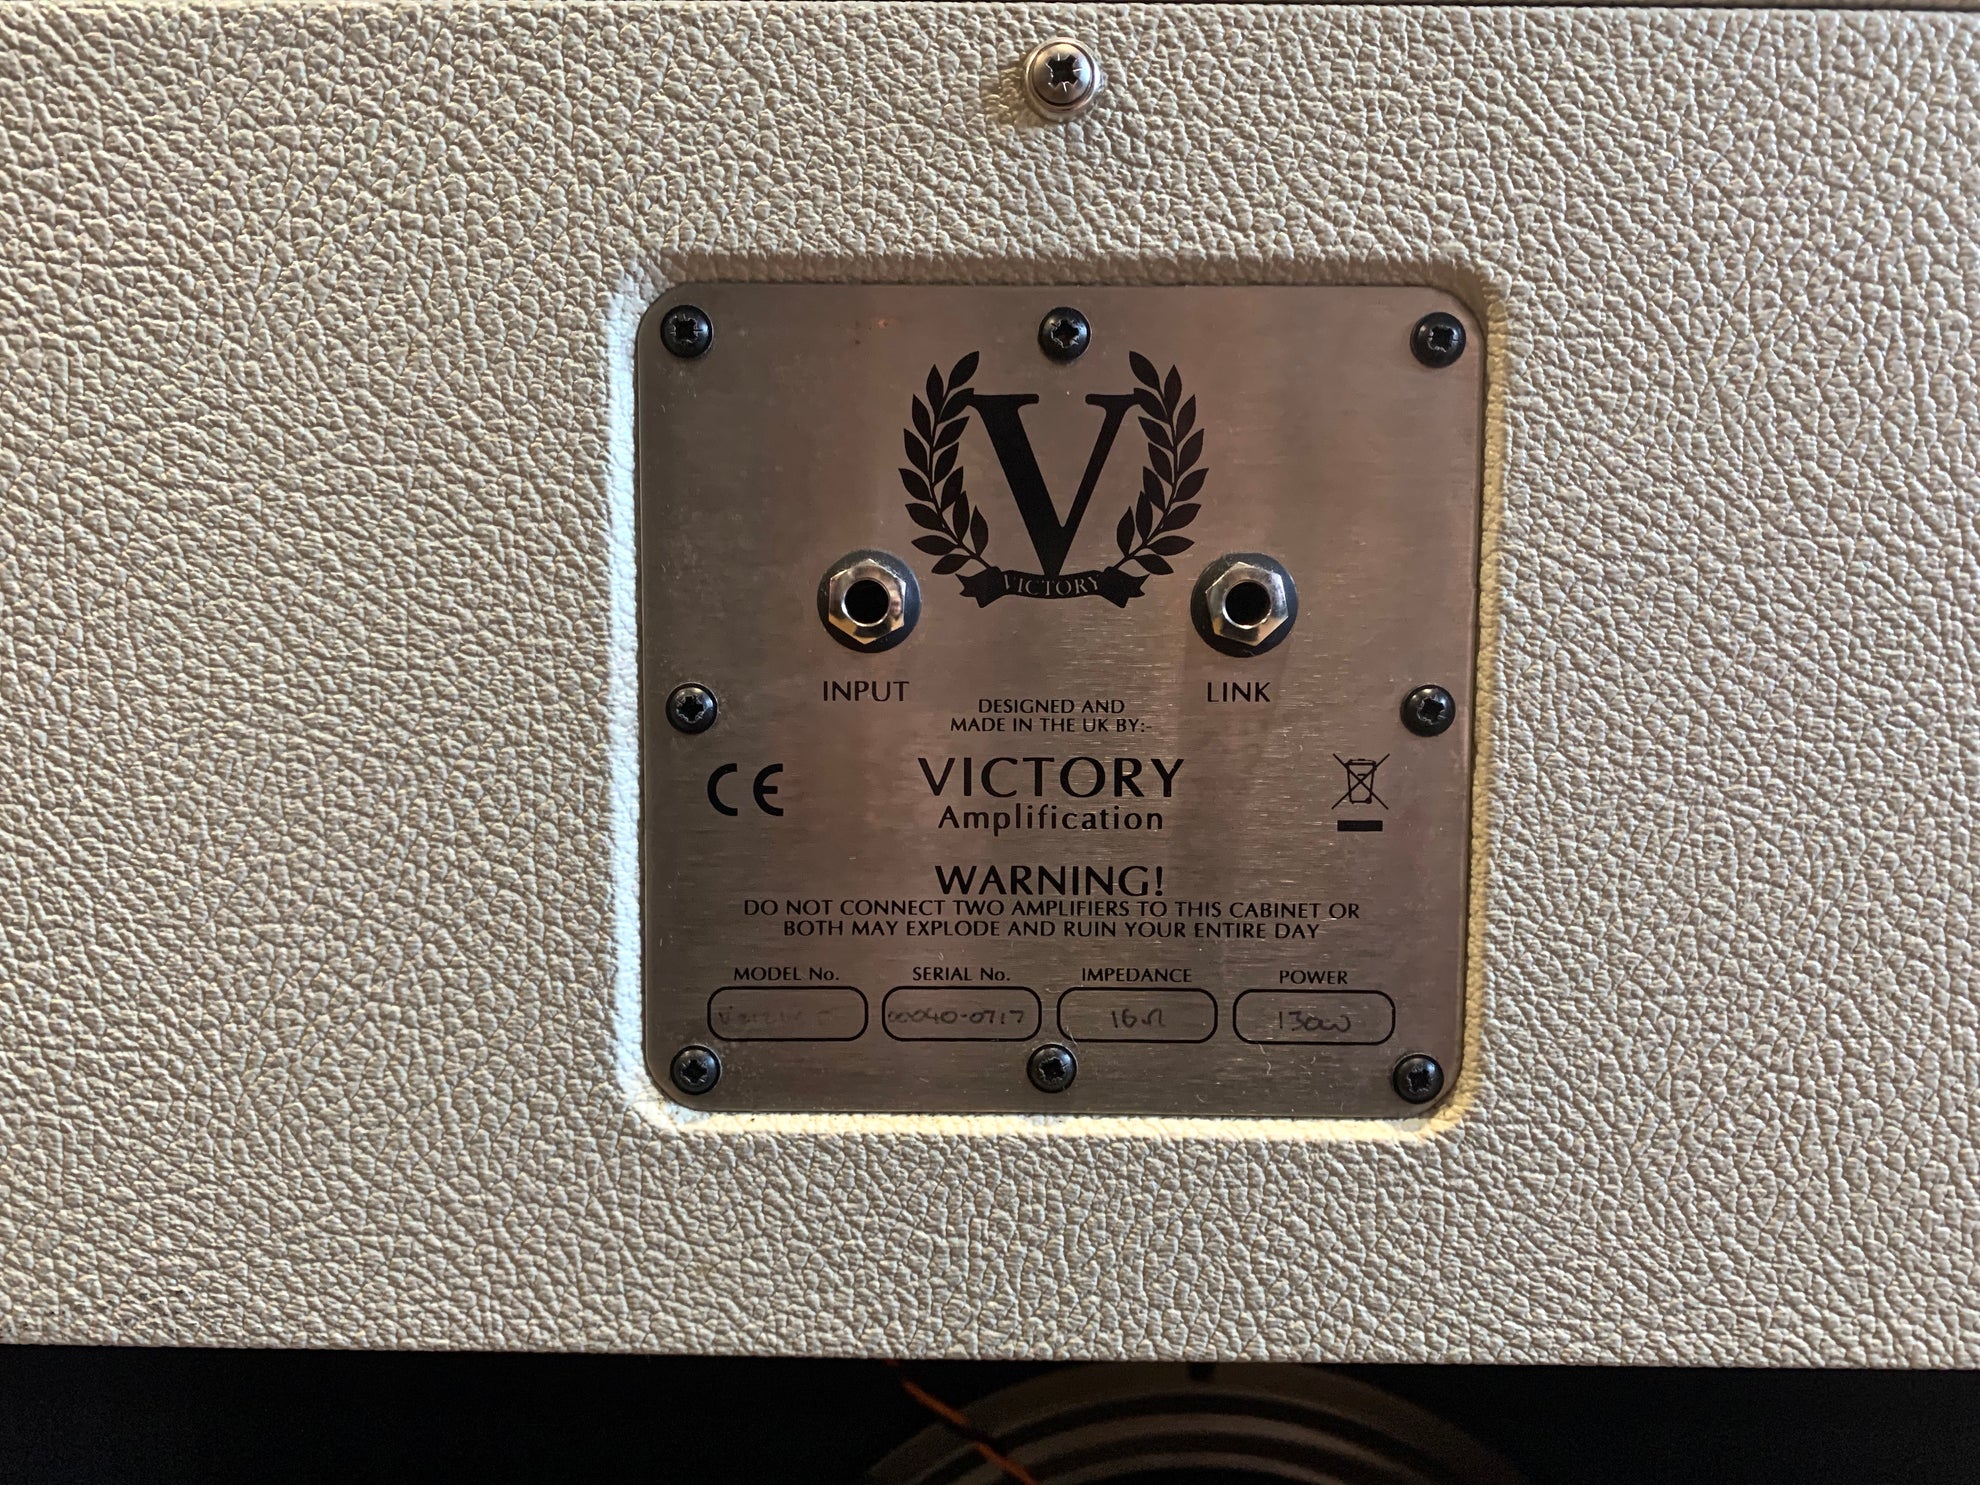 V
VICTORY
INPUT
LINK
DESIGNED AND
MADE IN THE UK BY:-
CE
VICTORY
Amplification
WARNING!
DO NOT CONNECT TWO AMPLIFIERS TO THIS CABINET OR
BOTH MAY EXPLODE AND RUIN YOUR ENTIRE DAY
MODEL No. SERIAL No. IMPEDANCE POWER
00040-0717 16Ω 130W